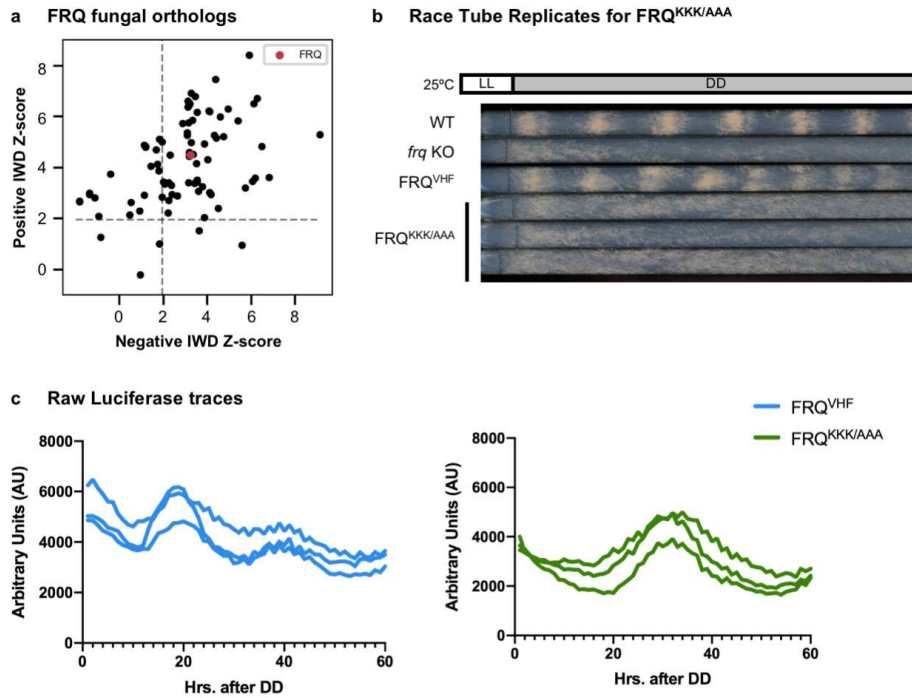 a FRQ fungal orthologs
FRQ
8
6
4
2
0
Positive IWD Z-score
0 2 4 6 8
Negative IWD Z-score
b Race Tube Replicates for FRQKKK/AAA
25ºC LL DD
WT
frq KO
FRQVHF
FRQKKK/AAA
c Raw Luciferase traces
FRQVHF
FRQKKK/AAA
8000
6000
4000
2000
0
Arbitrary Units (AU)
0 20 40 60
Hrs. after DD
8000
6000
4000
2000
0
Arbitrary Units (AU)
0 20 40 60
Hrs. after DD